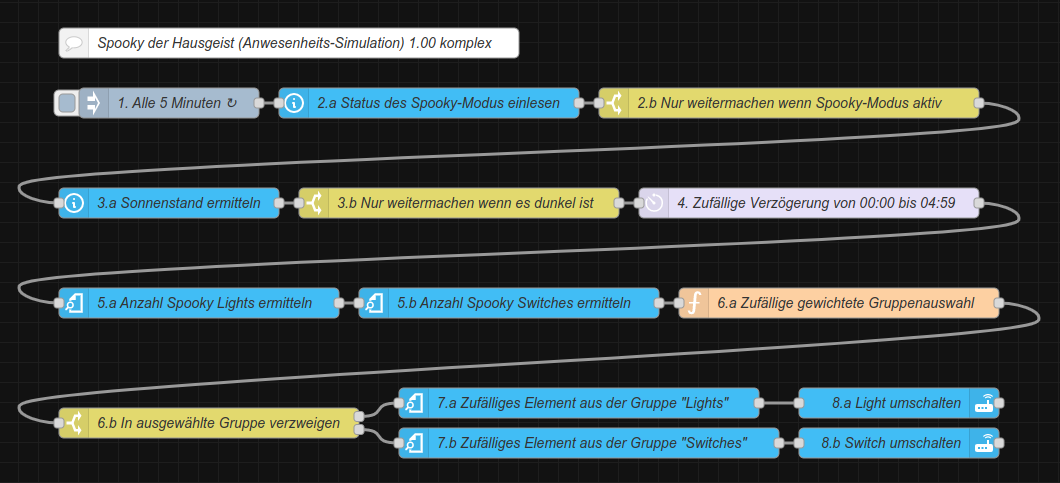 Spooky der Hausgeist (Anwesenheits-Simulation) 1.00 komplex
1. Alle 5 Minuten ↻
2.a Status des Spooky-Modus einlesen
2.b Nur weitermachen wenn Spooky-Modus aktiv
3.a Sonnenstand ermitteln
3.b Nur weitermachen wenn es dunkel ist
4. Zufällige Verzögerung von 00:00 bis 04:59
5.a Anzahl Spooky Lights ermitteln
5.b Anzahl Spooky Switches ermitteln
6.a Zufällige gewichtete Gruppenauswahl
6.b In ausgewählte Gruppe verzweigen
7.a Zufälliges Element aus der Gruppe "Lights"
8.a Light umschalten
7.b Zufälliges Element aus der Gruppe "Switches"
8.b Switch umschalten